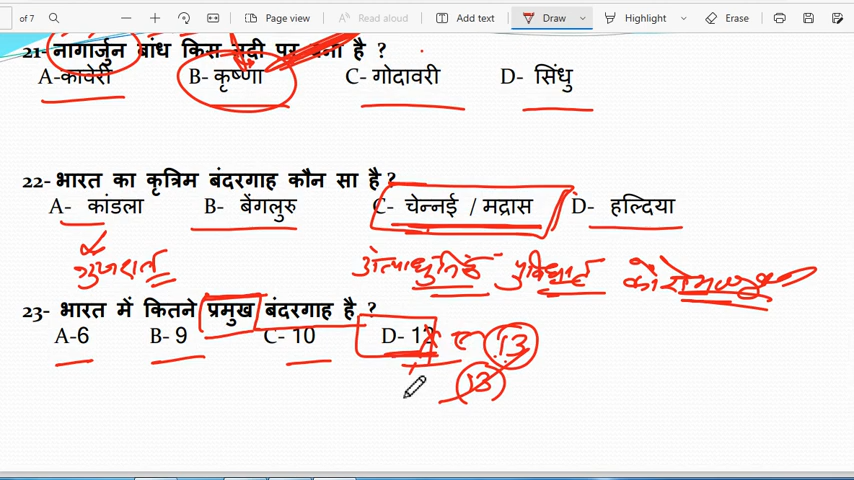 of 7 Page view Read aloud Add text Draw Highlight Erase Share
21- नागार्जुन बांध किस नदी पर बना है ?
A-कावेरी B- कृष्णा C- गोदावरी D- सिंधु
22- भारत का कृत्रिम बंदरगाह कौन सा है ?
A- कांडला B- बेंगलुरु C- चेन्नई / मद्रास D- हल्दिया
गुजरात
23- भारत में कितने प्रमुख बंदरगाह है ?
A-6 B- 9 C- 10 D- 12 13
13